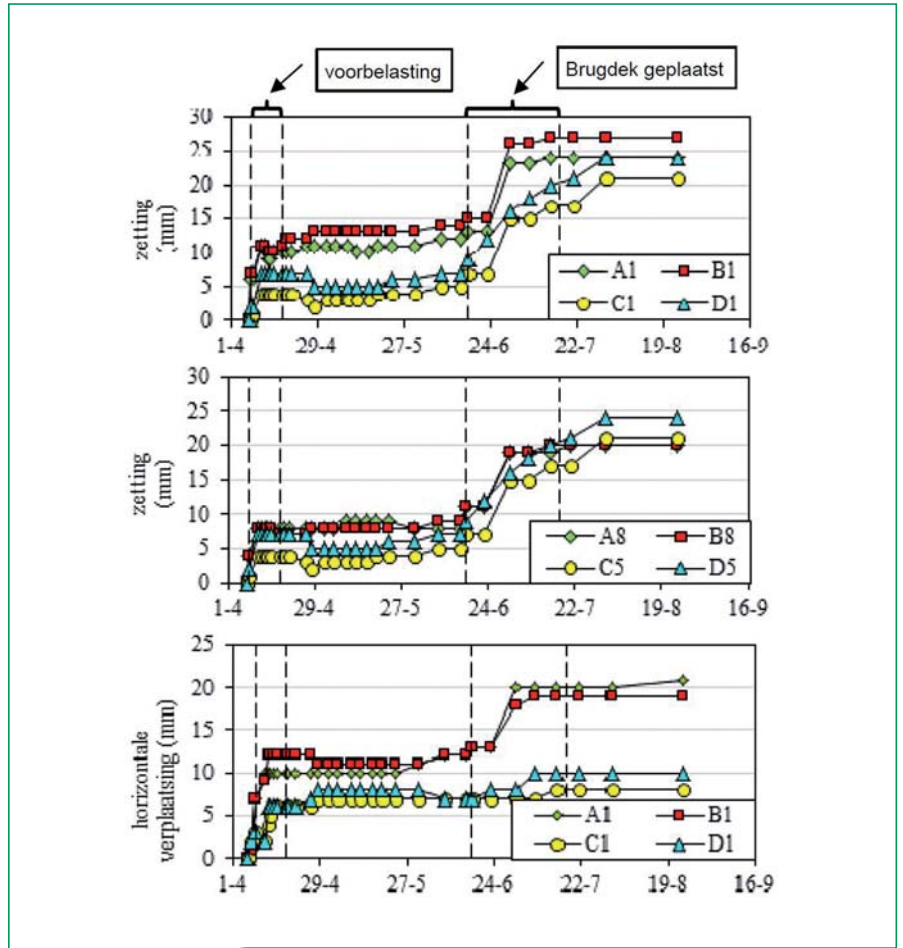 voorbelasting
Brugdek geplaatst
30
25
20
15
10
5
0
zetting
(mm)
A1 B1
C1 D1
1-4 29-4 27-5 24-6 22-7 19-8 16-9
30
25
20
15
10
5
0
zetting
(mm)
A8 B8
C5 D5
1-4 29-4 27-5 24-6 22-7 19-8 16-9
25
20
15
10
5
0
horizontale
verplaatsing (mm)
A1 B1
C1 D1
1-4 29-4 27-5 24-6 22-7 19-8 16-9